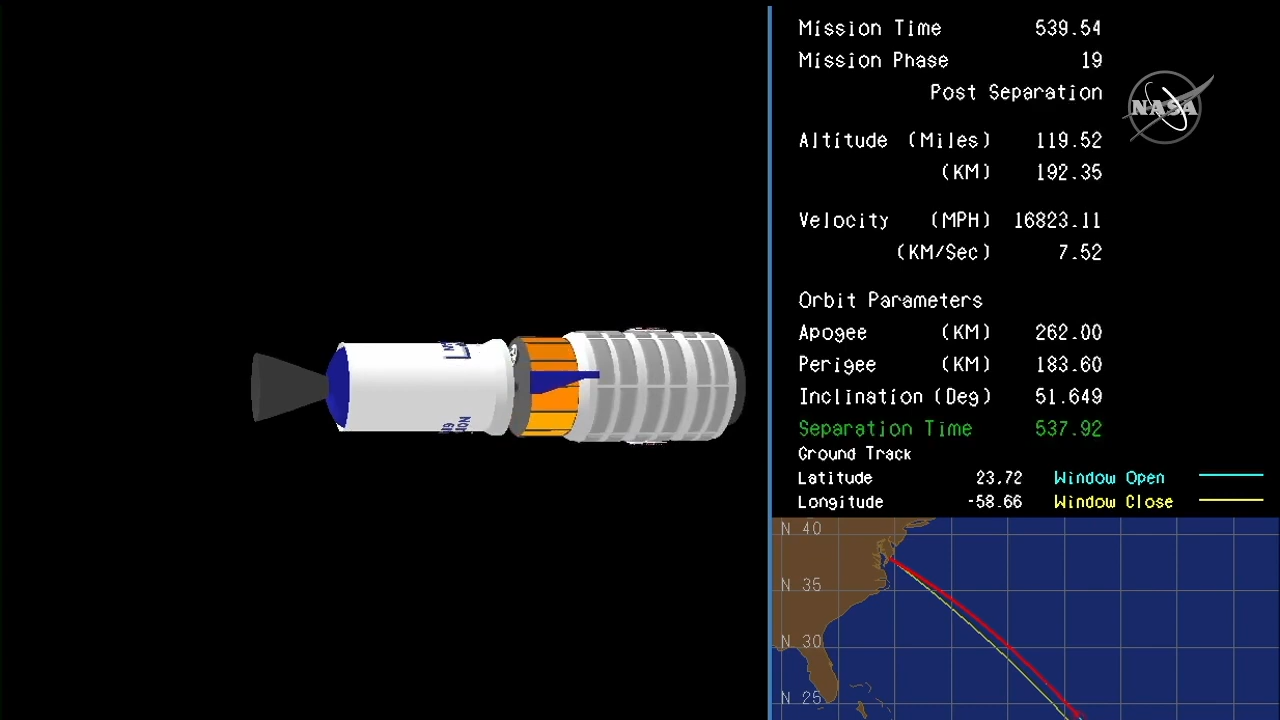 Mission Time 539.54
Mission Phase 19
Post Separation
NASA
Altitude (Miles) 119.52
(KM) 192.35
Velocity (MPH) 16823.11
(KM/Sec) 7.52
Orbit Parameters
Apogee (KM) 262.00
Perigee (KM) 183.60
Inclination (Deg) 51.649
Separation Time 537.92
Ground Track
Latitude 23.72 Window Open
Longitude -58.66 Window Close
N 40
N 35
N 30
N 25